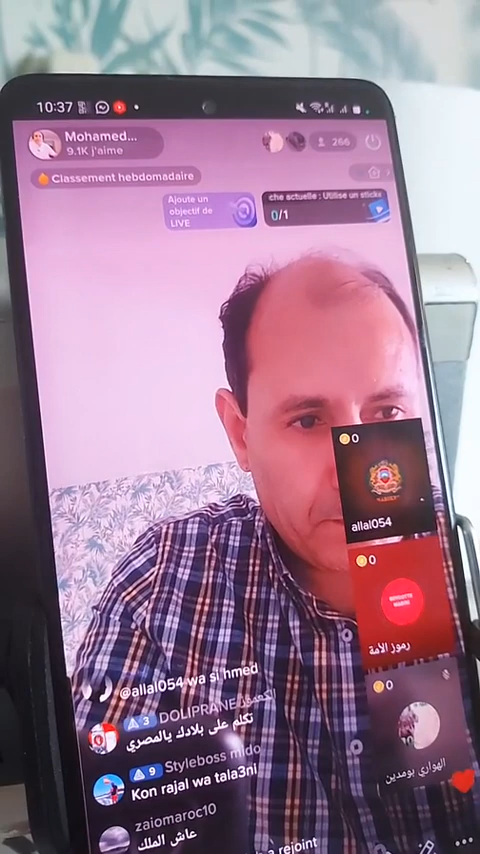 10:37
Mohamed...
9.1K j'aime
266
Classement hebdomadaire
Ajoute un
objectif de
LIVE
che actuelle : Utilise un sticke
0/1
0
allal054
0
رموز الأمة
0
الهواري بومدين
@allal054 wa si hmed
3 DOLIPRANE
تكلم على بلادك يالمصري
9 Styleboss mido
Kon rajal wa tala3ni
zaiomaroc10
عاش الملك
a rejoint